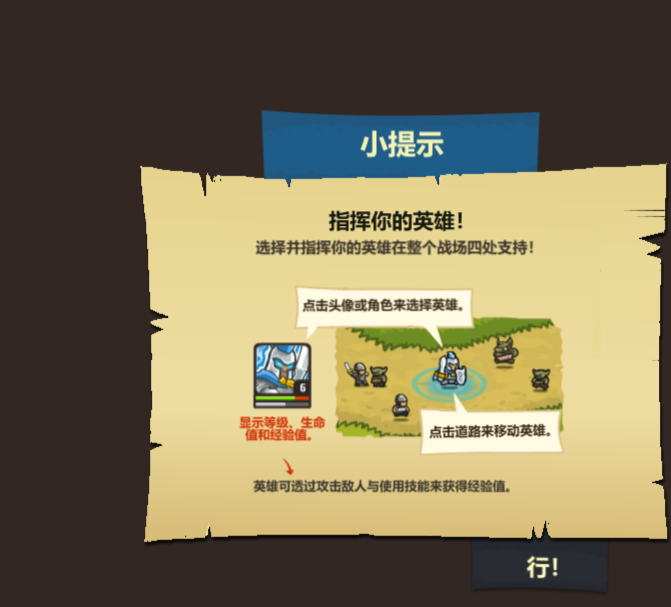 小提示
指挥你的英雄！
选择并指挥你的英雄在整个战场四处支持！
点击头像或角色来选择英雄。
6
显示等级、生命
值和经验值。
点击道路来移动英雄。
英雄可透过攻击敌人与使用技能来获得经验值。
行！